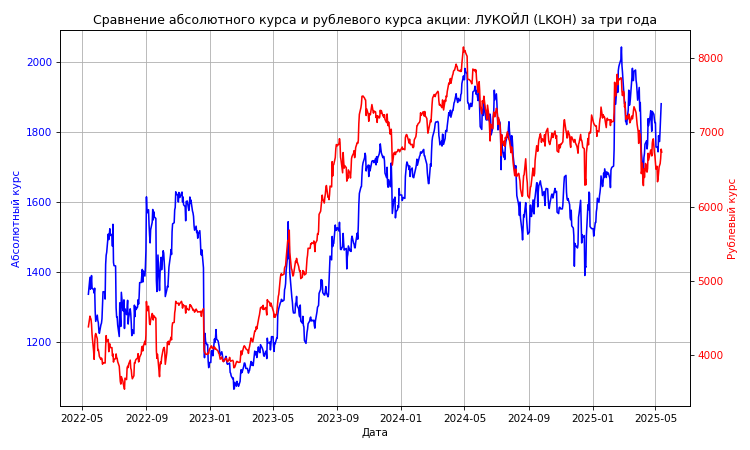 Сравнение абсолютного курса и рублевого курса акции: ЛУКОЙЛ (LKOH) за три года
2000
1800
1600
1400
1200
Абсолютный курс
8000
7000
6000
5000
4000
Рублевый курс
2022-05 2022-09 2023-01 2023-05 2023-09 2024-01 2024-05 2024-09 2025-01 2025-05
Дата